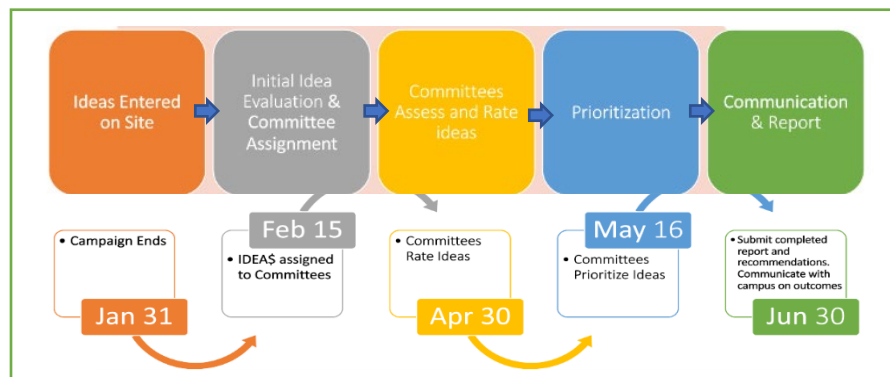 Ideas Entered
on Site
Initial Idea
Evaluation &
Committee
Assignment
Committees
Assess and Rate
ideas
Prioritization
Communication
& Report
• Campaign Ends
Jan 31
Feb 15
• IDEA$ assigned
to Committees
• Committees
Rate Ideas
Apr 30
May 16
• Committees
Prioritize Ideas
• Submit completed
report and
recommendations.
Communicate with
campus on outcomes
Jun 30